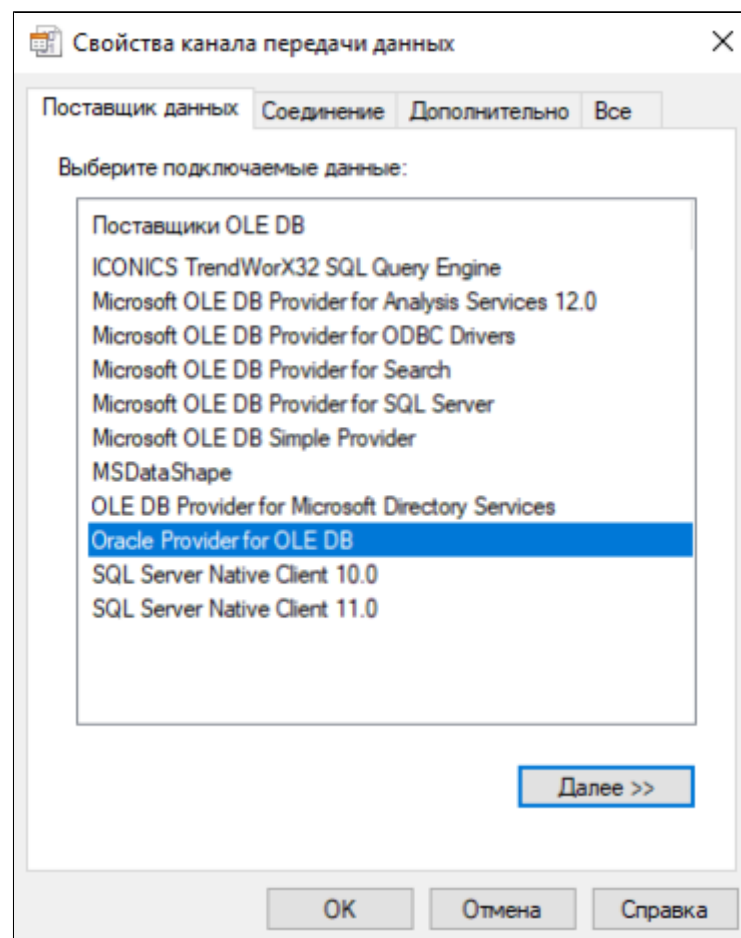 Свойства канала передачи данных
Поставщик данных Соединение Дополнительно Все
Выберите подключаемые данные:
Поставщики OLE DB
ICONICS TrendWorX32 SQL Query Engine
Microsoft OLE DB Provider for Analysis Services 12.0
Microsoft OLE DB Provider for ODBC Drivers
Microsoft OLE DB Provider for Search
Microsoft OLE DB Provider for SQL Server
Microsoft OLE DB Simple Provider
MSDataShape
OLE DB Provider for Microsoft Directory Services
Oracle Provider for OLE DB
SQL Server Native Client 10.0
SQL Server Native Client 11.0
Далее >>
ОК Отмена Справка